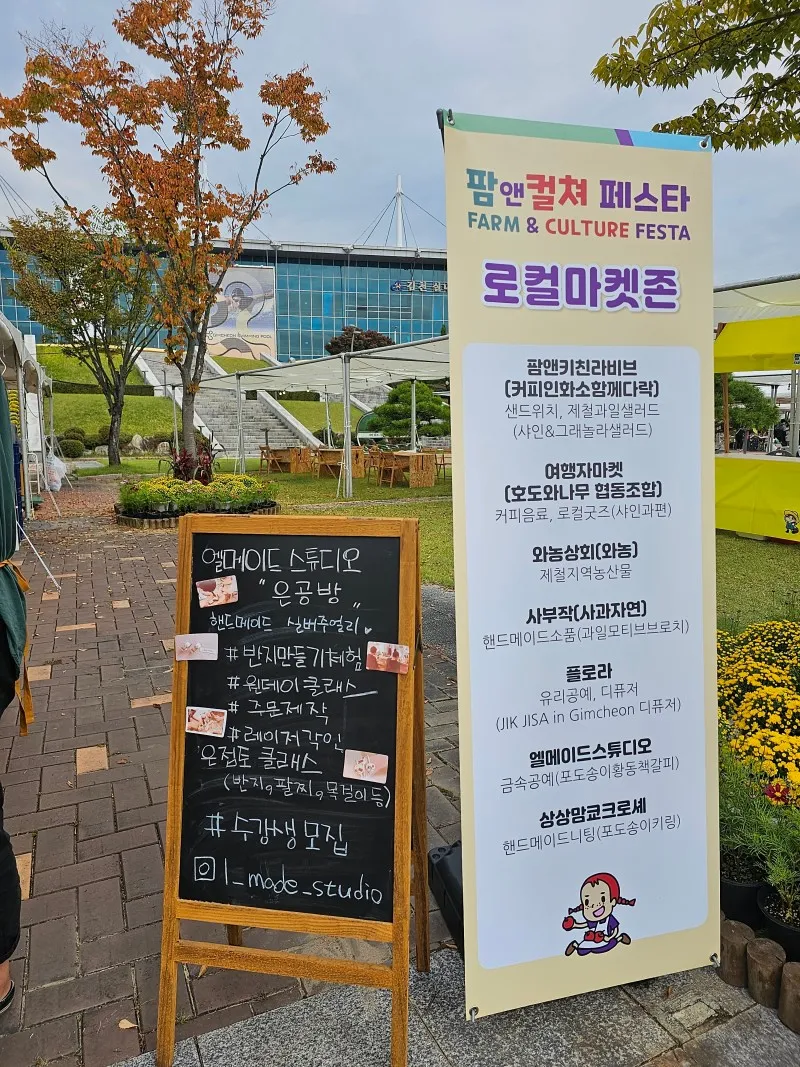 엘메이드 스튜디오
"은공방"
핸드메이드 실버주얼리
#반지만들기체험
#원데이클래스
#주문제작
#레이저각인
온전토 클래스
(반지, 팔찌, 목걸이 등)
#수강생모집
l_made_studio
팜앤컬쳐 페스타
FARM & CULTURE FESTA
로컬마켓존
팜앤키친라비브
(커피인화소함께다락)
샌드위치, 제철과일샐러드
(샤인&그래놀라샐러드)
여행자마켓
(호도와나무 협동조합)
커피음료, 로컬굿즈(샤인과편)
와농상회(와농)
제철지역농산물
사부작(사과자연)
핸드메이드소품(과일모티브브로치)
플로라
유리공예, 디퓨저
(JIK JISA in Gimcheon 디퓨저)
엘메이드스튜디오
금속공예(포도송이황동책갈피)
상상맘쿄크로셰
핸드메이드니팅(포도송이키링)